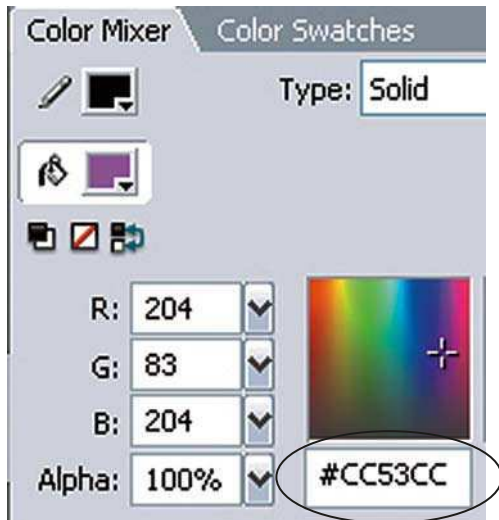 Color Mixer Color Swatches
Type: Solid
R: 204
G: 83
B: 204
Alpha: 100% #CC53CC